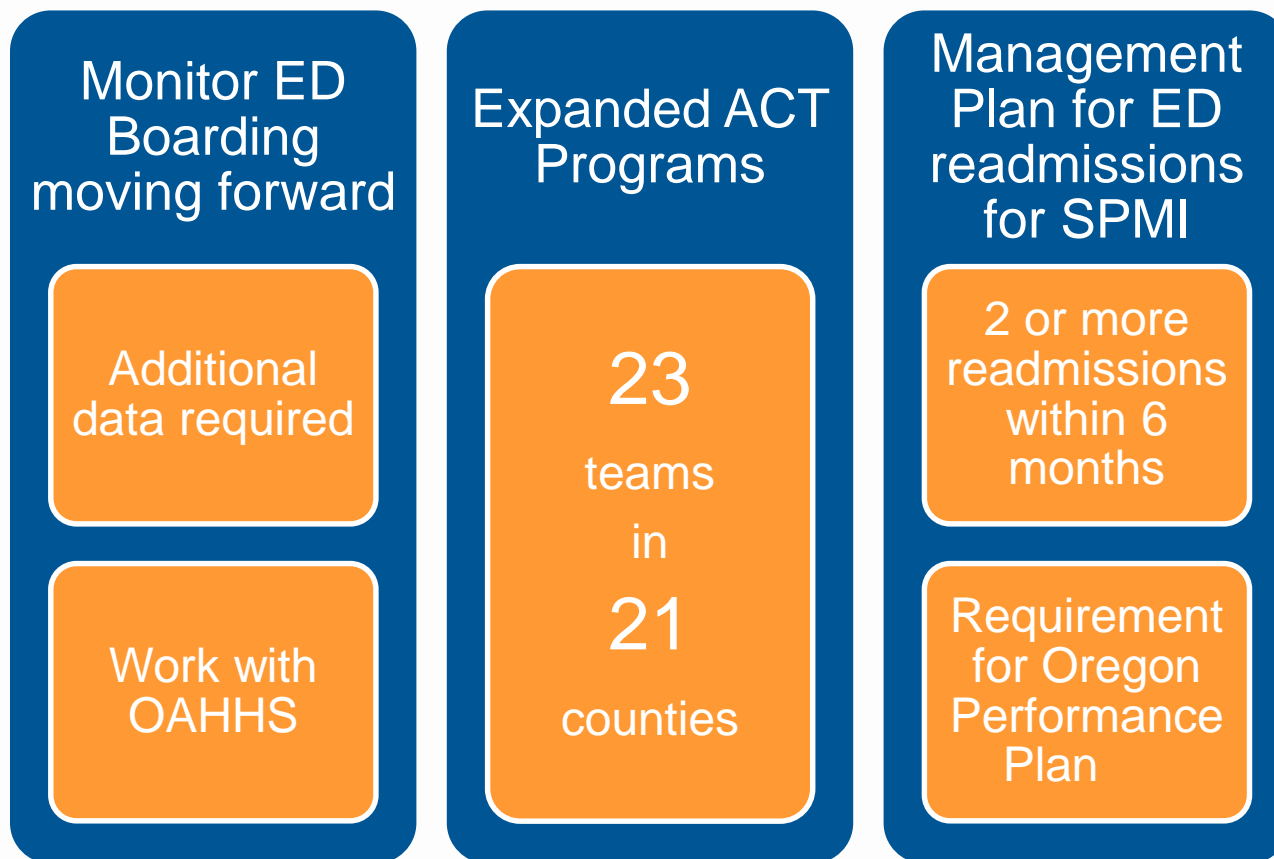 Monitor ED
Boarding
moving forward
Additional
data required
Work with
OAHHS
Expanded ACT
Programs
23
teams
in
21
counties
Management
Plan for ED
readmissions
for SPMI
2 or more
readmissions
within 6
months
Requirement
for Oregon
Performance
Plan